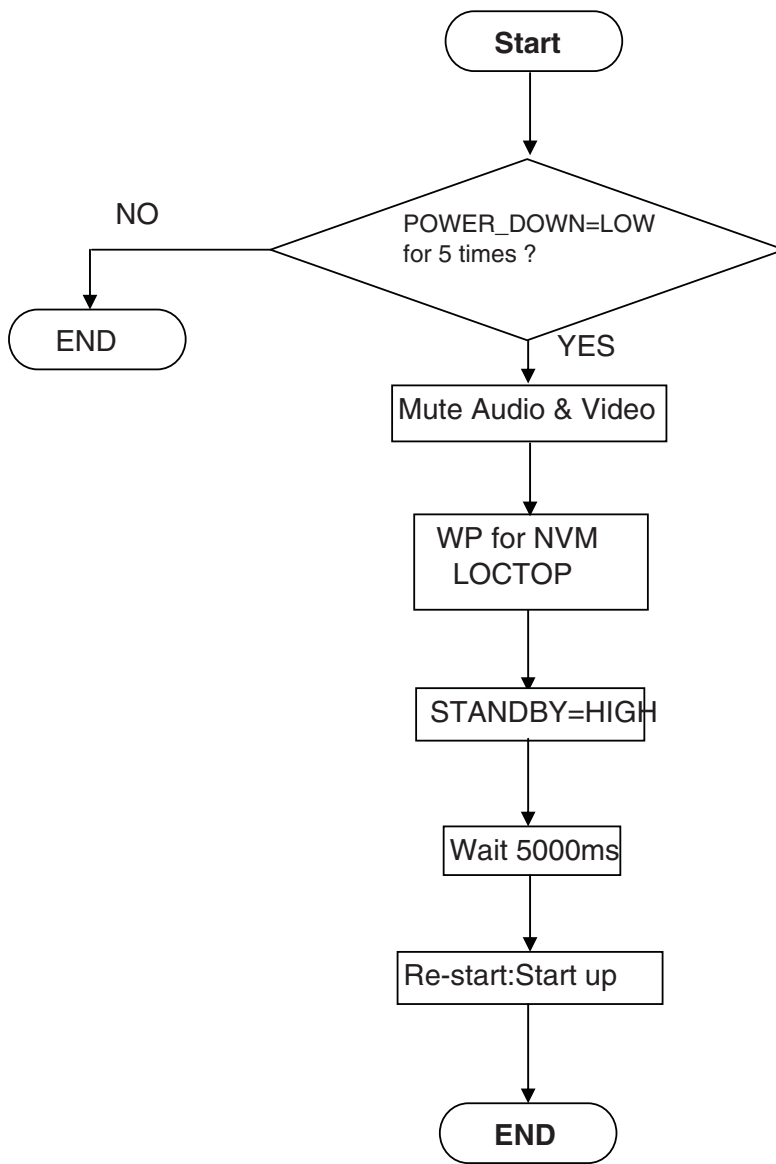 Start
POWER_DOWN=LOW
for 5 times ?
NO
END
YES
Mute Audio & Video
WP for NVM
LOCTOP
STANDBY=HIGH
Wait 5000ms
Re-start:Start up
END